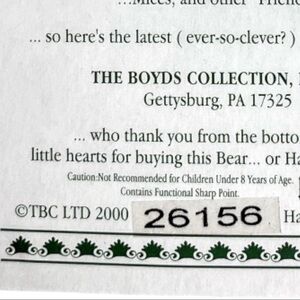 ...Mices, and other "Frien
... so here's the latest ( ever-so-clever? )
THE BOYDS COLLECTION,
Gettysburg, PA 17325
... who thank you from the botto
little hearts for buying this Bear... or Ha
Caution:Not Recommended for Children Under 8 Years of Age.
Contains Functional Sharp Point.
©TBC LTD 2000 26156 Ha